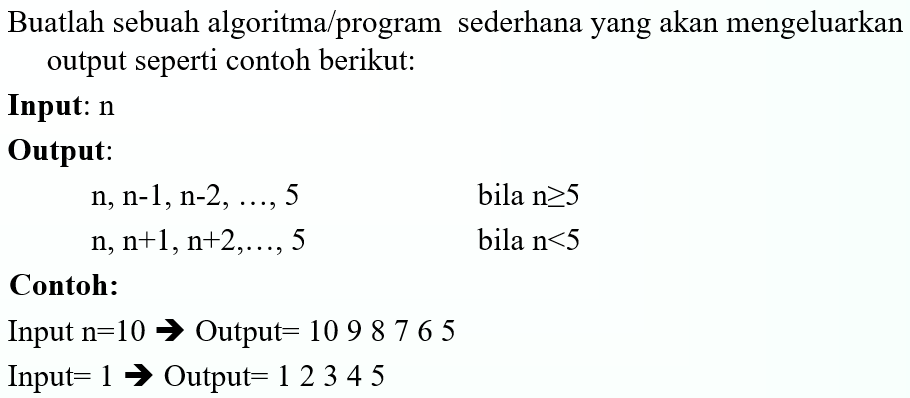 Buatlah sebuah algoritma/program sederhana yang akan mengeluarkan
output seperti contoh berikut:
Input: n
Output:
n, n-1, n-2, …, 5 bila n≥5
n, n+1, n+2,…, 5 bila n<5
Contoh:
Input n=10 ➔ Output= 10 9 8 7 6 5
Input= 1 ➔ Output= 1 2 3 4 5